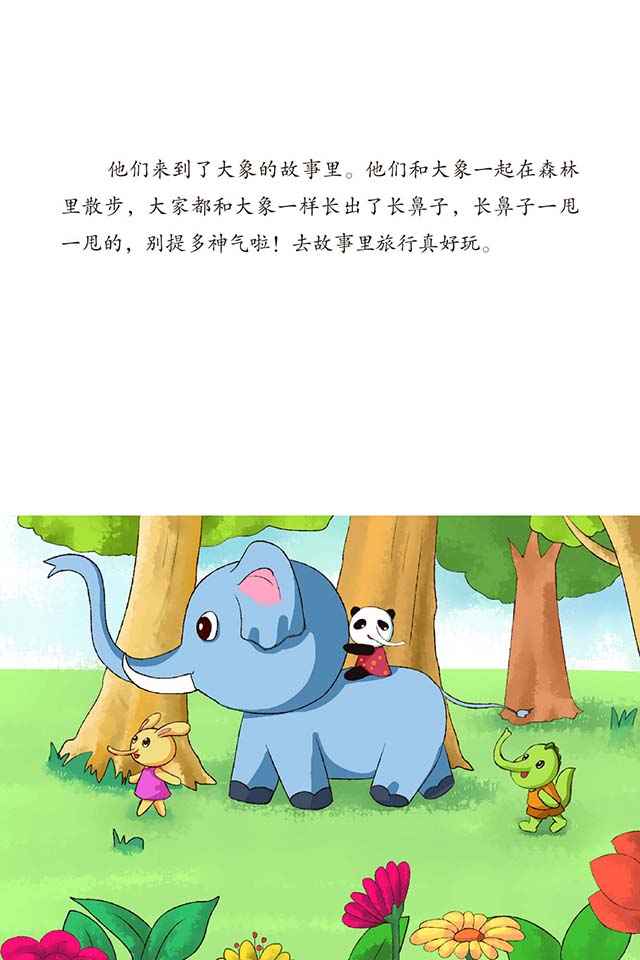 他们来到了大象的故事里。他们和大象一起在森林
里散步，大家都和大象一样长出了长鼻子，长鼻子一甩
一甩的，别提多神气啦！去故事里旅行真好玩。